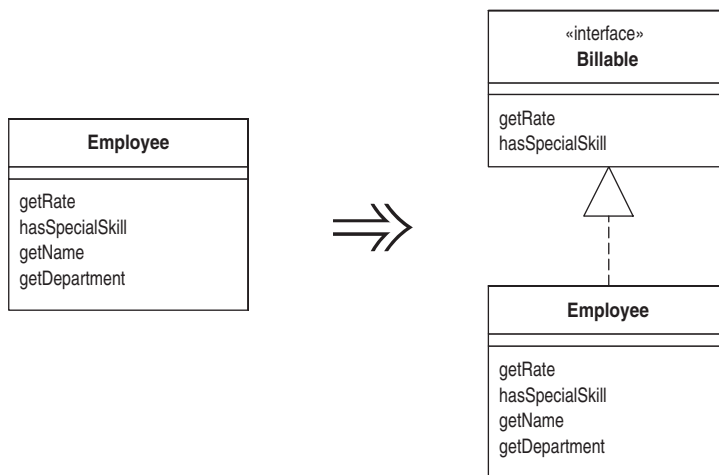 Employee
getRate
hasSpecialSkill
getName
getDepartment
«interface»
Billable
getRate
hasSpecialSkill
Employee
getRate
hasSpecialSkill
getName
getDepartment